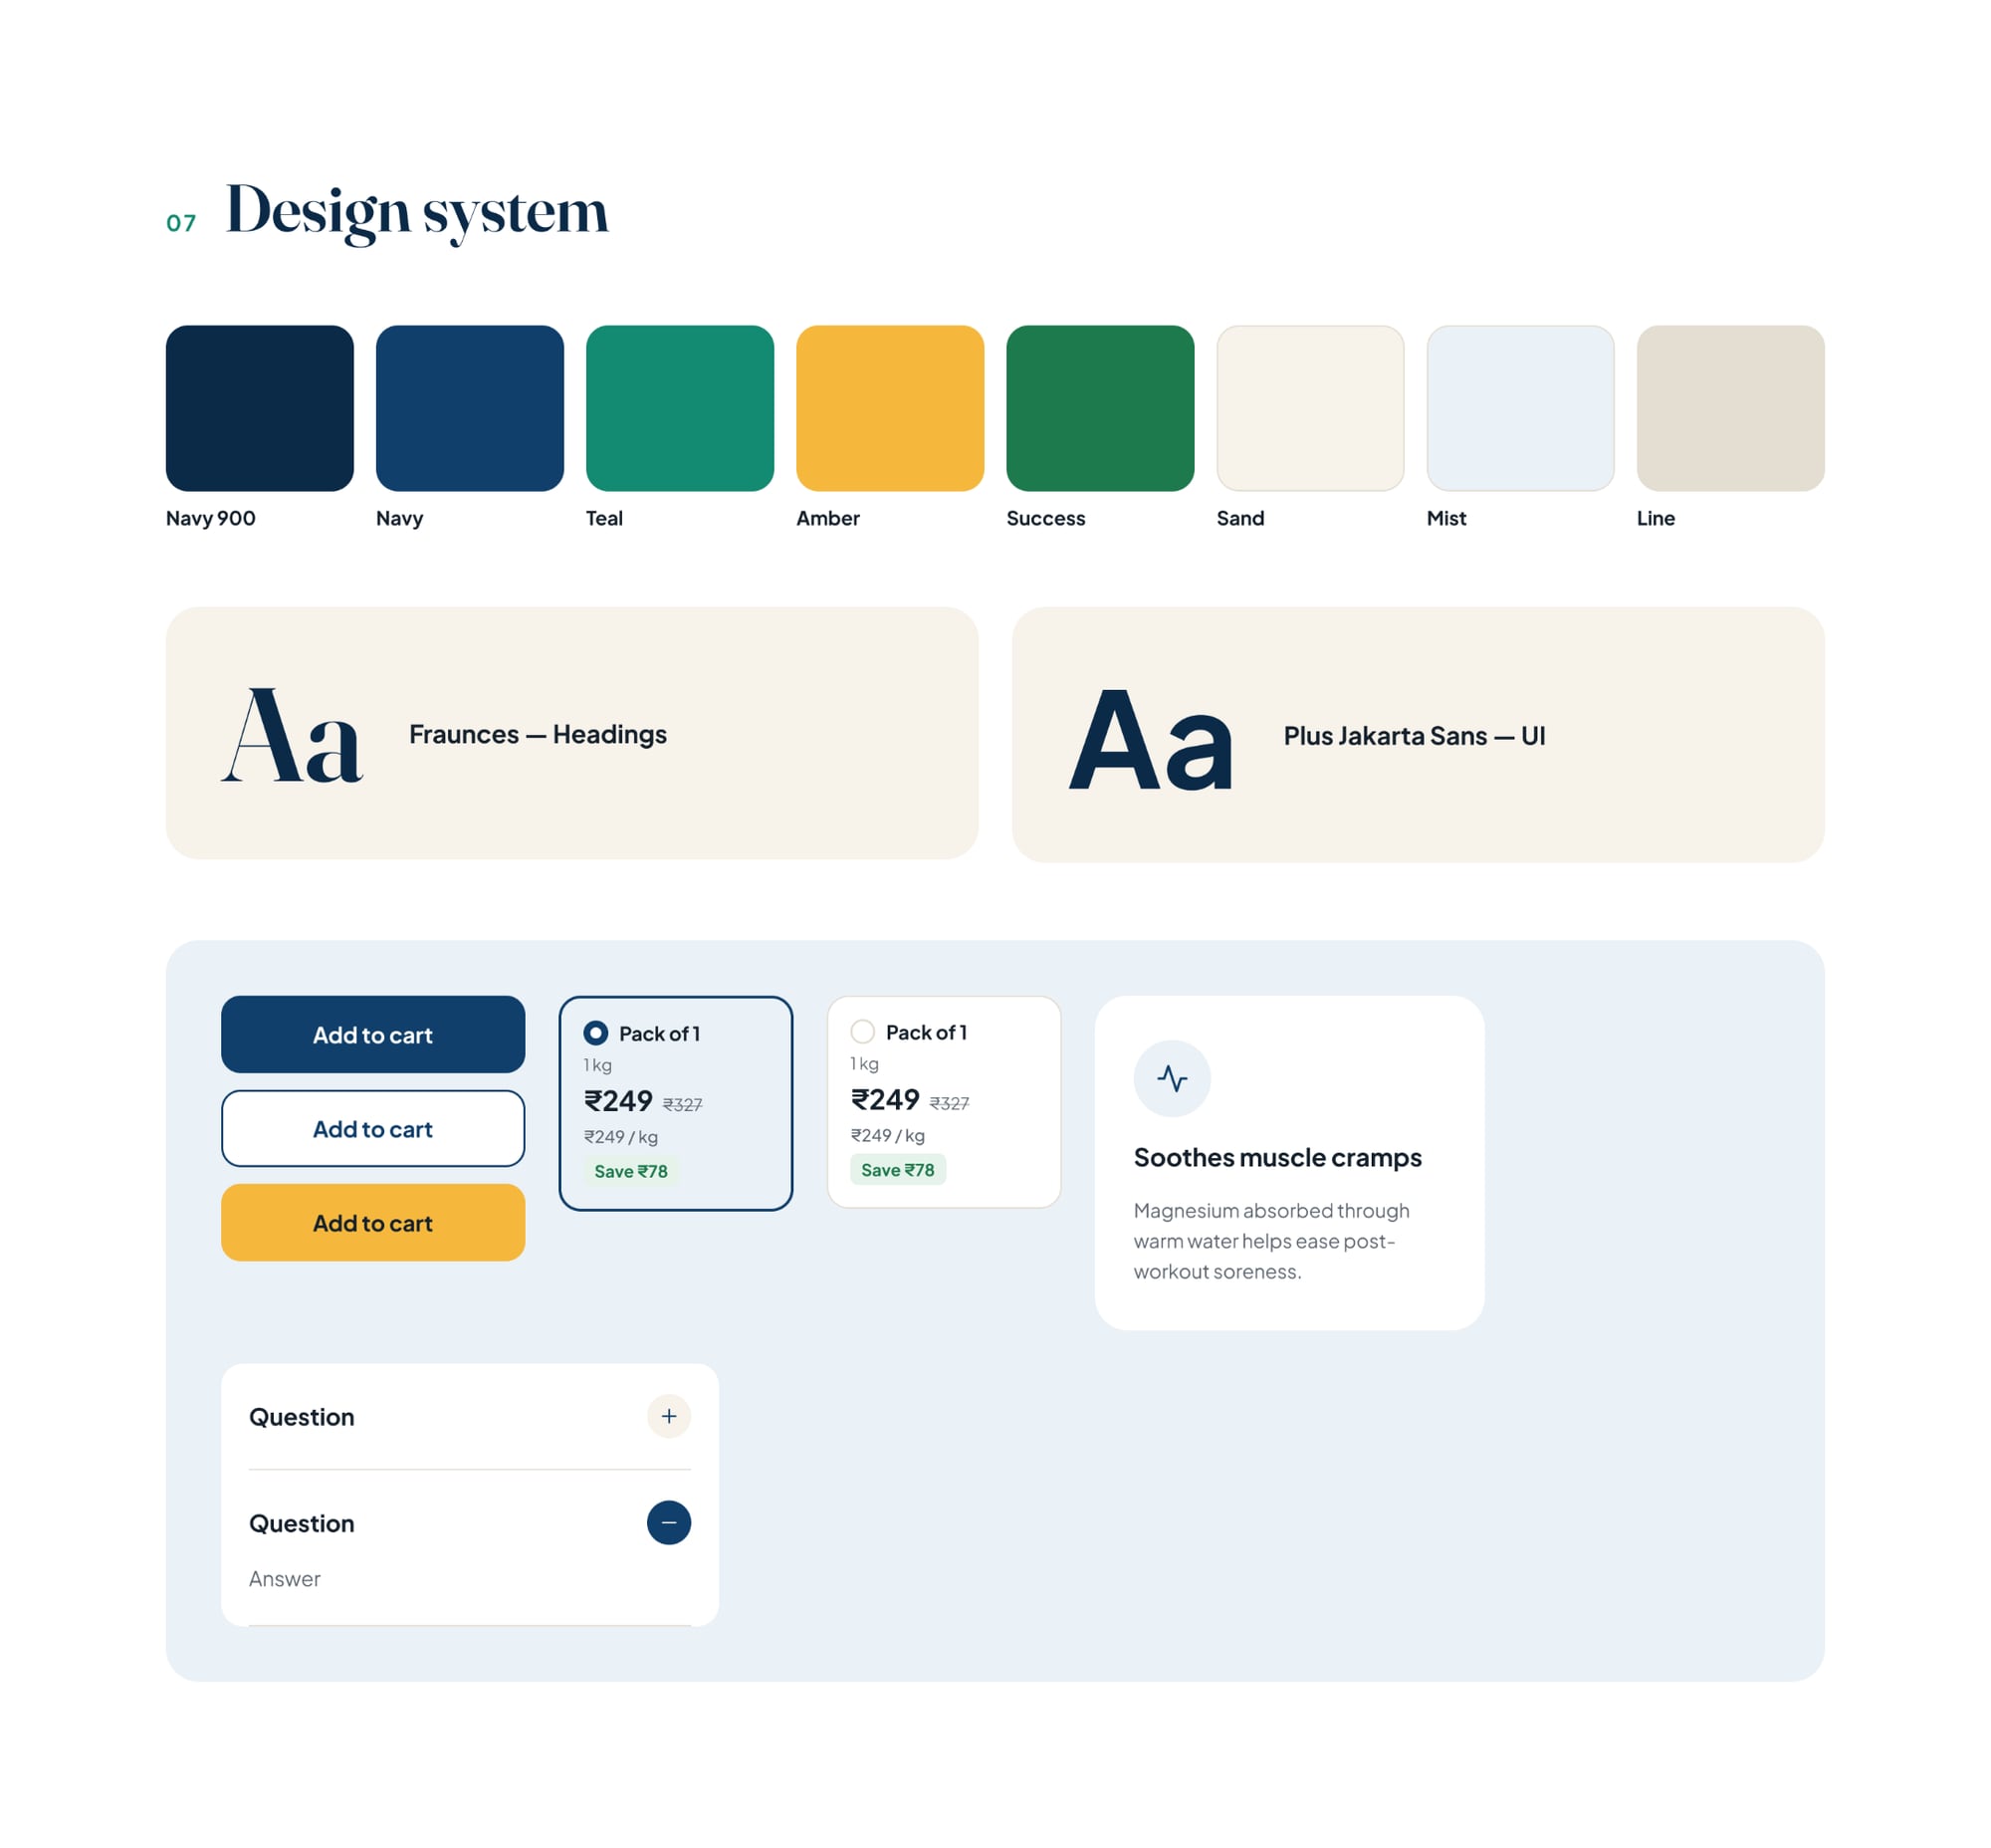 07 Design system
Navy 900 Navy Teal Amber Success Sand Mist Line
Aa Fraunces — Headings
Aa Plus Jakarta Sans — UI
Add to cart
Add to cart
Add to cart
Pack of 1
1 kg
₹249 ₹327
₹249 / kg
Save ₹78
Pack of 1
1 kg
₹249 ₹327
₹249 / kg
Save ₹78
Soothes muscle cramps
Magnesium absorbed through
warm water helps ease post-
workout soreness.
Question
Question
Answer